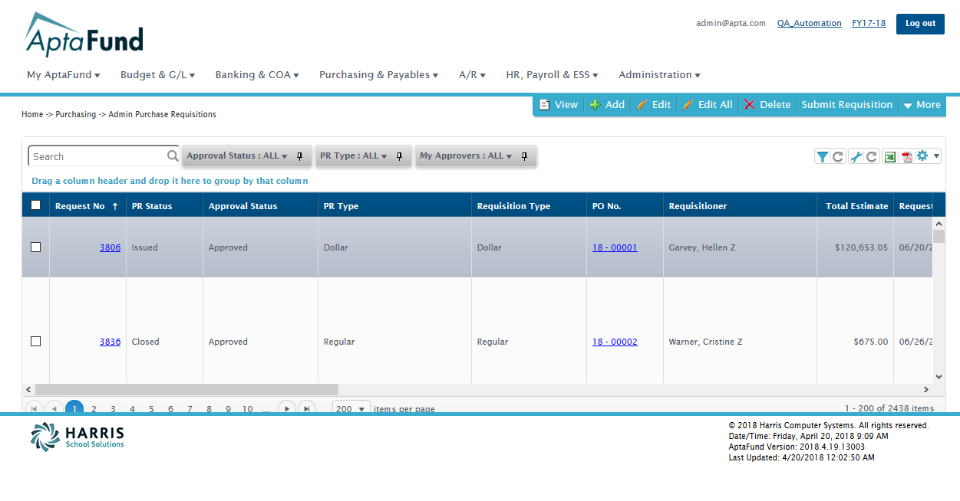 AptaFund
admin@apta.com QA_Automation FY17-18 Log out
My AptaFund Budget & G/L Banking & COA Purchasing & Payables A/R HR, Payroll & ESS Administration
View Add Edit Edit All Delete Submit Requisition More
Home -> Purchasing -> Admin Purchase Requisitions
Search Approval Status : ALL PR Type : ALL My Approvers : ALL
Drag a column header and drop it here to group by that column
Request No ↑ PR Status Approval Status PR Type Requisition Type PO No. Requisitioner Total Estimate Request
3806 Issued Approved Dollar Dollar 18 - 00001 Garvey, Hellen Z $120,653.05 06/20/2
3836 Closed Approved Regular Regular 18 - 00002 Warner, Cristine Z $675.00 06/26/2
1 2 3 4 5 6 7 8 9 10 ... 200 items per page 1 - 200 of 2438 items
HARRIS
School Solutions
© 2018 Harris Computer Systems. All rights reserved.
Date/Time: Friday, April 20, 2018 9:09 AM
AptaFund Version: 2018.4.19.13003
Last Updated: 4/20/2018 12:02:50 AM